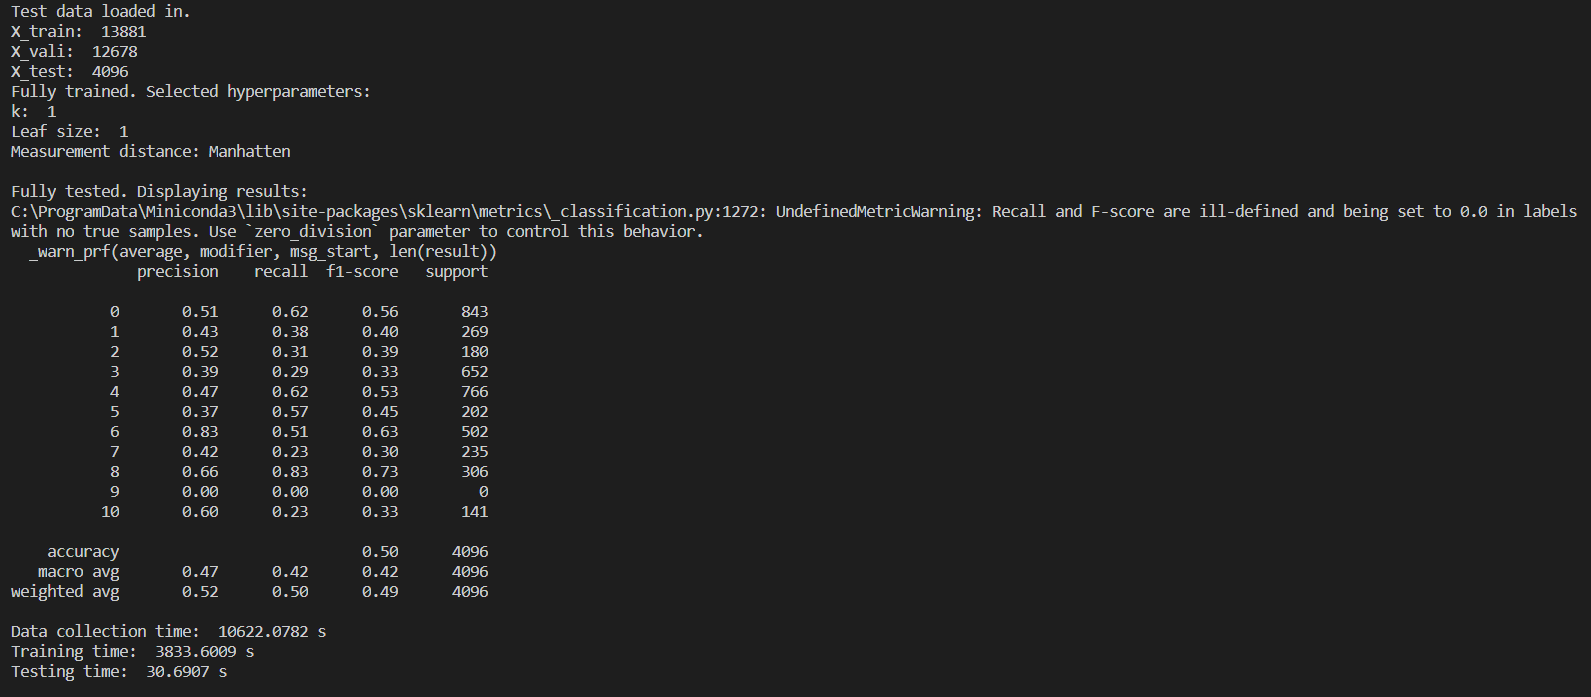 Test data loaded in.
X_train:  13881
X_vali:  12678
X_test:  4096
Fully trained. Selected hyperparameters:
k:  1
Leaf size:  1
Measurement distance: Manhatten
Fully tested. Displaying results:
C:\ProgramData\Miniconda3\lib\site-packages\sklearn\metrics\_classification.py:1272: UndefinedMetricWarning: Recall and F-score are ill-defined and being set to 0.0 in labels
with no true samples. Use `zero_division` parameter to control this behavior.
  _warn_prf(average, modifier, msg_start, len(result))
              precision    recall  f1-score   support
           0       0.51      0.62      0.56       843
           1       0.43      0.38      0.40       269
           2       0.52      0.31      0.39       180
           3       0.39      0.29      0.33       652
           4       0.47      0.62      0.53       766
           5       0.37      0.57      0.45       202
           6       0.83      0.51      0.63       502
           7       0.42      0.23      0.30       235
           8       0.66      0.83      0.73       306
           9       0.00      0.00      0.00         0
          10       0.60      0.23      0.33       141
    accuracy                           0.50      4096
   macro avg       0.47      0.42      0.42      4096
weighted avg       0.52      0.50      0.49      4096
Data collection time:  10622.0782 s
Training time:  3833.6009 s
Testing time:  30.6907 s